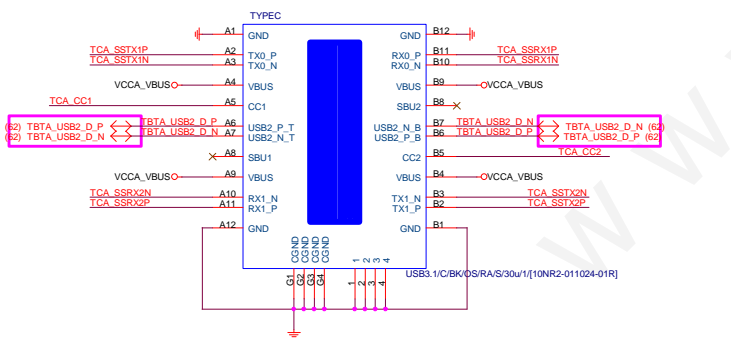 TYPEC
A1 GND GND B12
TCA_SSTX1P A2 TX0_P RX0_P B11 TCA_SSRX1P
TCA_SSTX1N A3 TX0_N RX0_N B10 TCA_SSRX1N
VCCA_VBUS A4 VBUS VBUS B9 VCCA_VBUS
TCA_CC1 A5 CC1 SBU2 B8
(62) TBTA_USB2_D_P TBTA_USB2_D_P A6 USB2_P_T USB2_N_B B7 TBTA_USB2_D_N TBTA_USB2_D_N (62)
(62) TBTA_USB2_D_N TBTA_USB2_D_N A7 USB2_N_T USB2_P_B B6 TBTA_USB2_D_P TBTA_USB2_D_P (62)
A8 SBU1 CC2 B5 TCA_CC2
VCCA_VBUS A9 VBUS VBUS B4 VCCA_VBUS
TCA_SSRX2N A10 RX1_N TX1_N B3 TCA_SSTX2N
TCA_SSRX2P A11 RX1_P TX1_P B2 TCA_SSTX2P
A12 GND GND B1
CGND CGND CGND CGND 1 2 3 4
G1 G2 G3 G4 1 2 3 4
USB3.1/C/BK/OS/RA/S/30u/1/[10NR2-011024-01R]